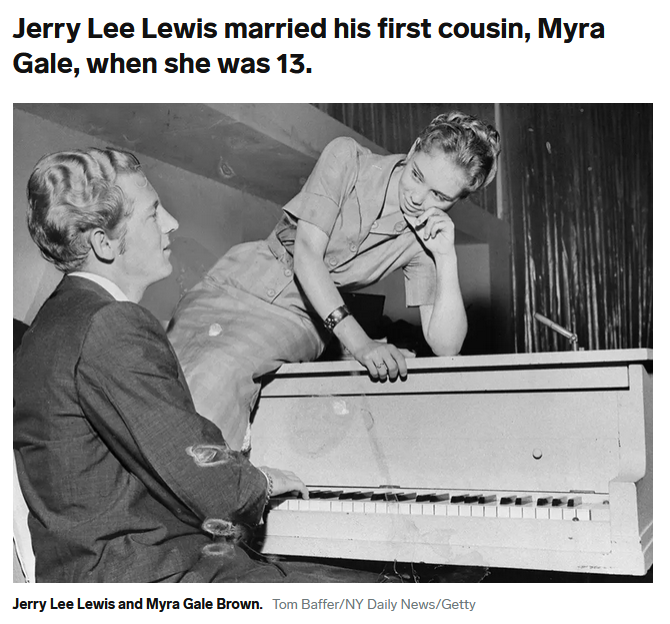 Jerry Lee Lewis married his first cousin, Myra
Gale, when she was 13.
Jerry Lee Lewis and Myra Gale Brown. Tom Baffer/NY Daily News/Getty